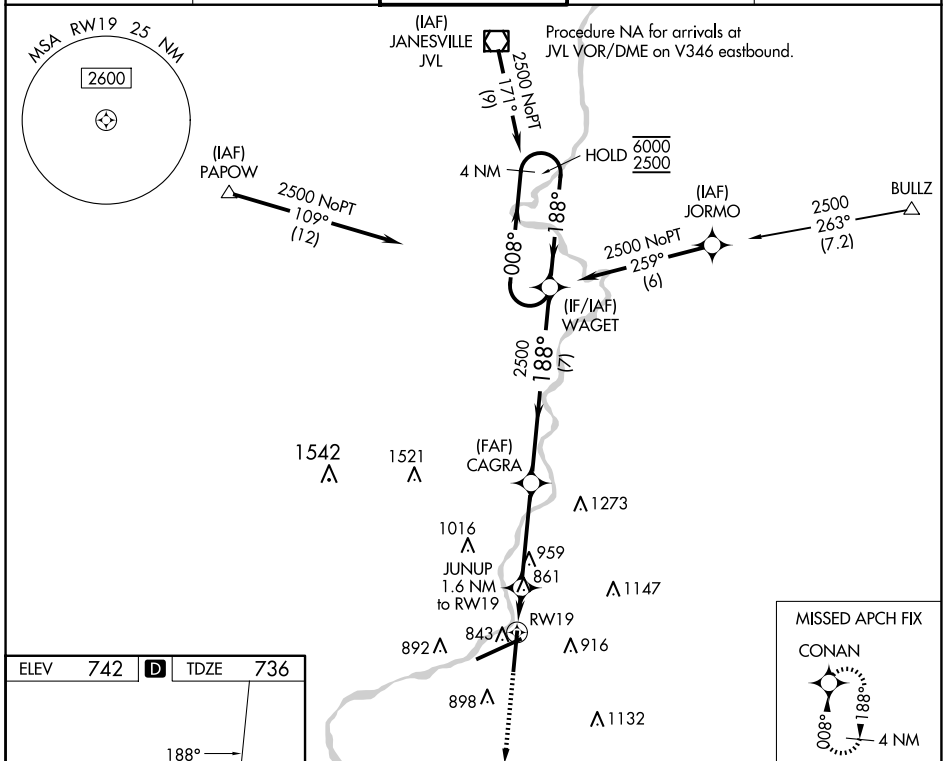 MSA RW19 25 NM
2600
(IAF)
JANESVILLE
JVL
Procedure NA for arrivals at
JVL VOR/DME on V346 eastbound.
2500 NoPT
171°
(9)
(IAF)
PAPOW
2500 NoPT
109°
(12)
4 NM
HOLD 6000
2500
008°
188°
(IAF)
JORMO
BULLZ
2500
263°
(7.2)
2500 NoPT
259°
(6)
(IF/IAF)
WAGET
2500
188°
(7)
1542
1521
(FAF)
CAGRA
1273
1016
959
JUNUP
1.6 NM
to RW19
861
1147
RW19
892
843
916
898
1132
MISSED APCH FIX
CONAN
008°
188°
4 NM
ELEV 742 D TDZE 736
188°